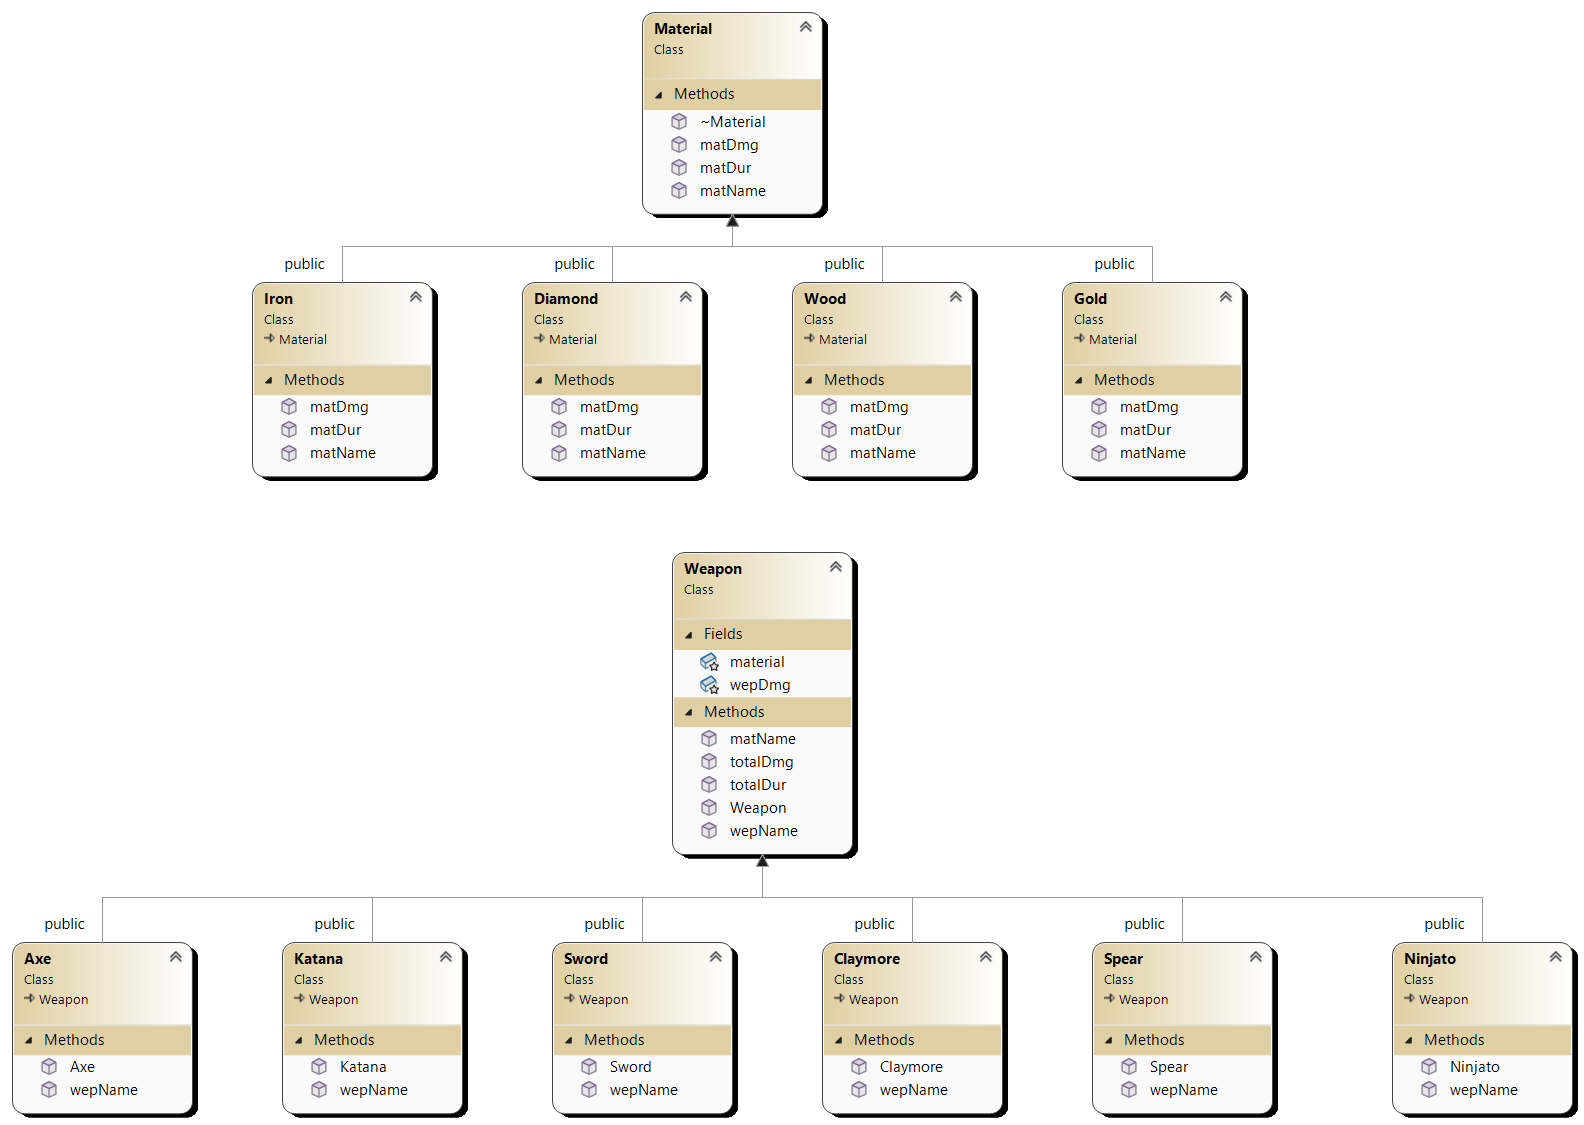 Material
Class
Methods
~Material
matDmg
matDur
matName
public
public
public
public
Iron
Class
Material
Methods
matDmg
matDur
matName
Diamond
Class
Material
Methods
matDmg
matDur
matName
Wood
Class
Material
Methods
matDmg
matDur
matName
Gold
Class
Material
Methods
matDmg
matDur
matName
Weapon
Class
Fields
material
wepDmg
Methods
matName
totalDmg
totalDur
Weapon
wepName
public
public
public
public
public
public
Axe
Class
Weapon
Methods
Axe
wepName
Katana
Class
Weapon
Methods
Katana
wepName
Sword
Class
Weapon
Methods
Sword
wepName
Claymore
Class
Weapon
Methods
Claymore
wepName
Spear
Class
Weapon
Methods
Spear
wepName
Ninjato
Class
Weapon
Methods
Ninjato
wepName